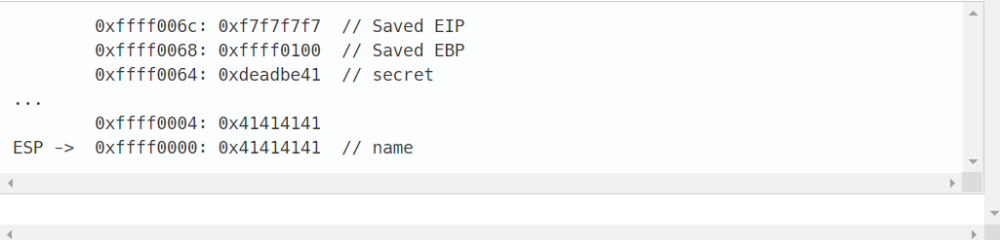 0xffff006c: 0xf7f7f7f7 // Saved EIP
0xffff0068: 0xffff0100 // Saved EBP
0xffff0064: 0xdeadbe41 // secret
...
0xffff0004: 0x41414141
ESP -> 0xffff0000: 0x41414141 // name